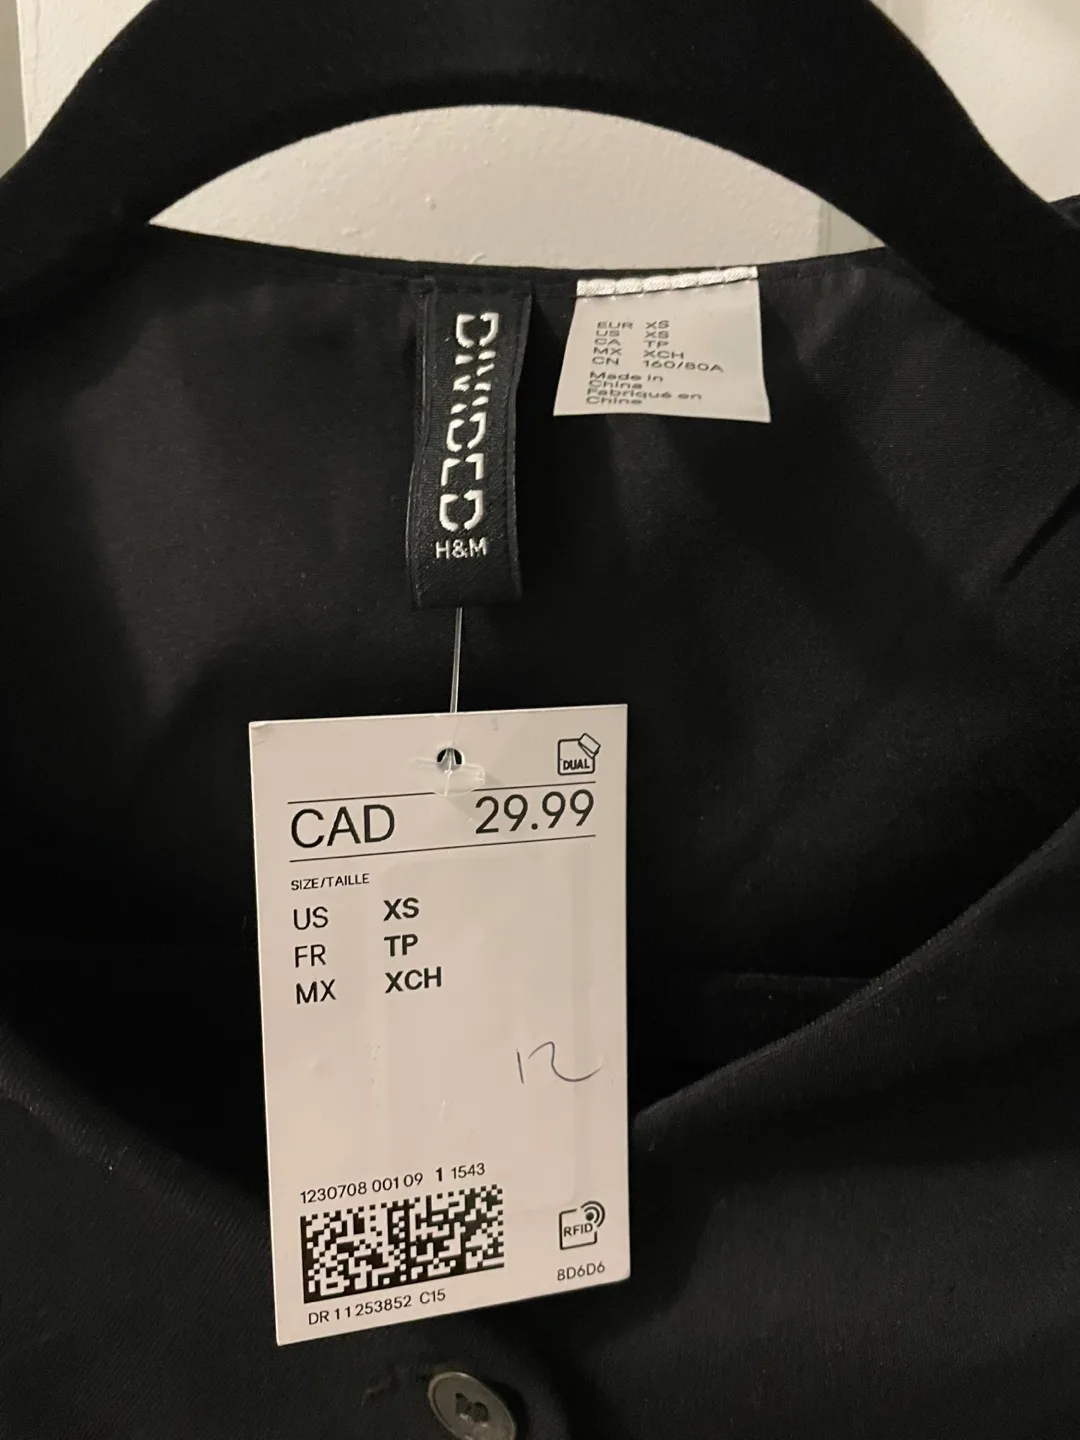 DIVIDED
H&M
EUR XS
US XS
CA TP
MX XCH
CN 160/80A
Made in
China
Fabriqué en
Chine
DUAL
CAD 29.99
SIZE/TAILLE
US XS
FR TP
MX XCH
12
1230708 001 09 1 1543
RFID
8D6D6
DR 11253852 C15